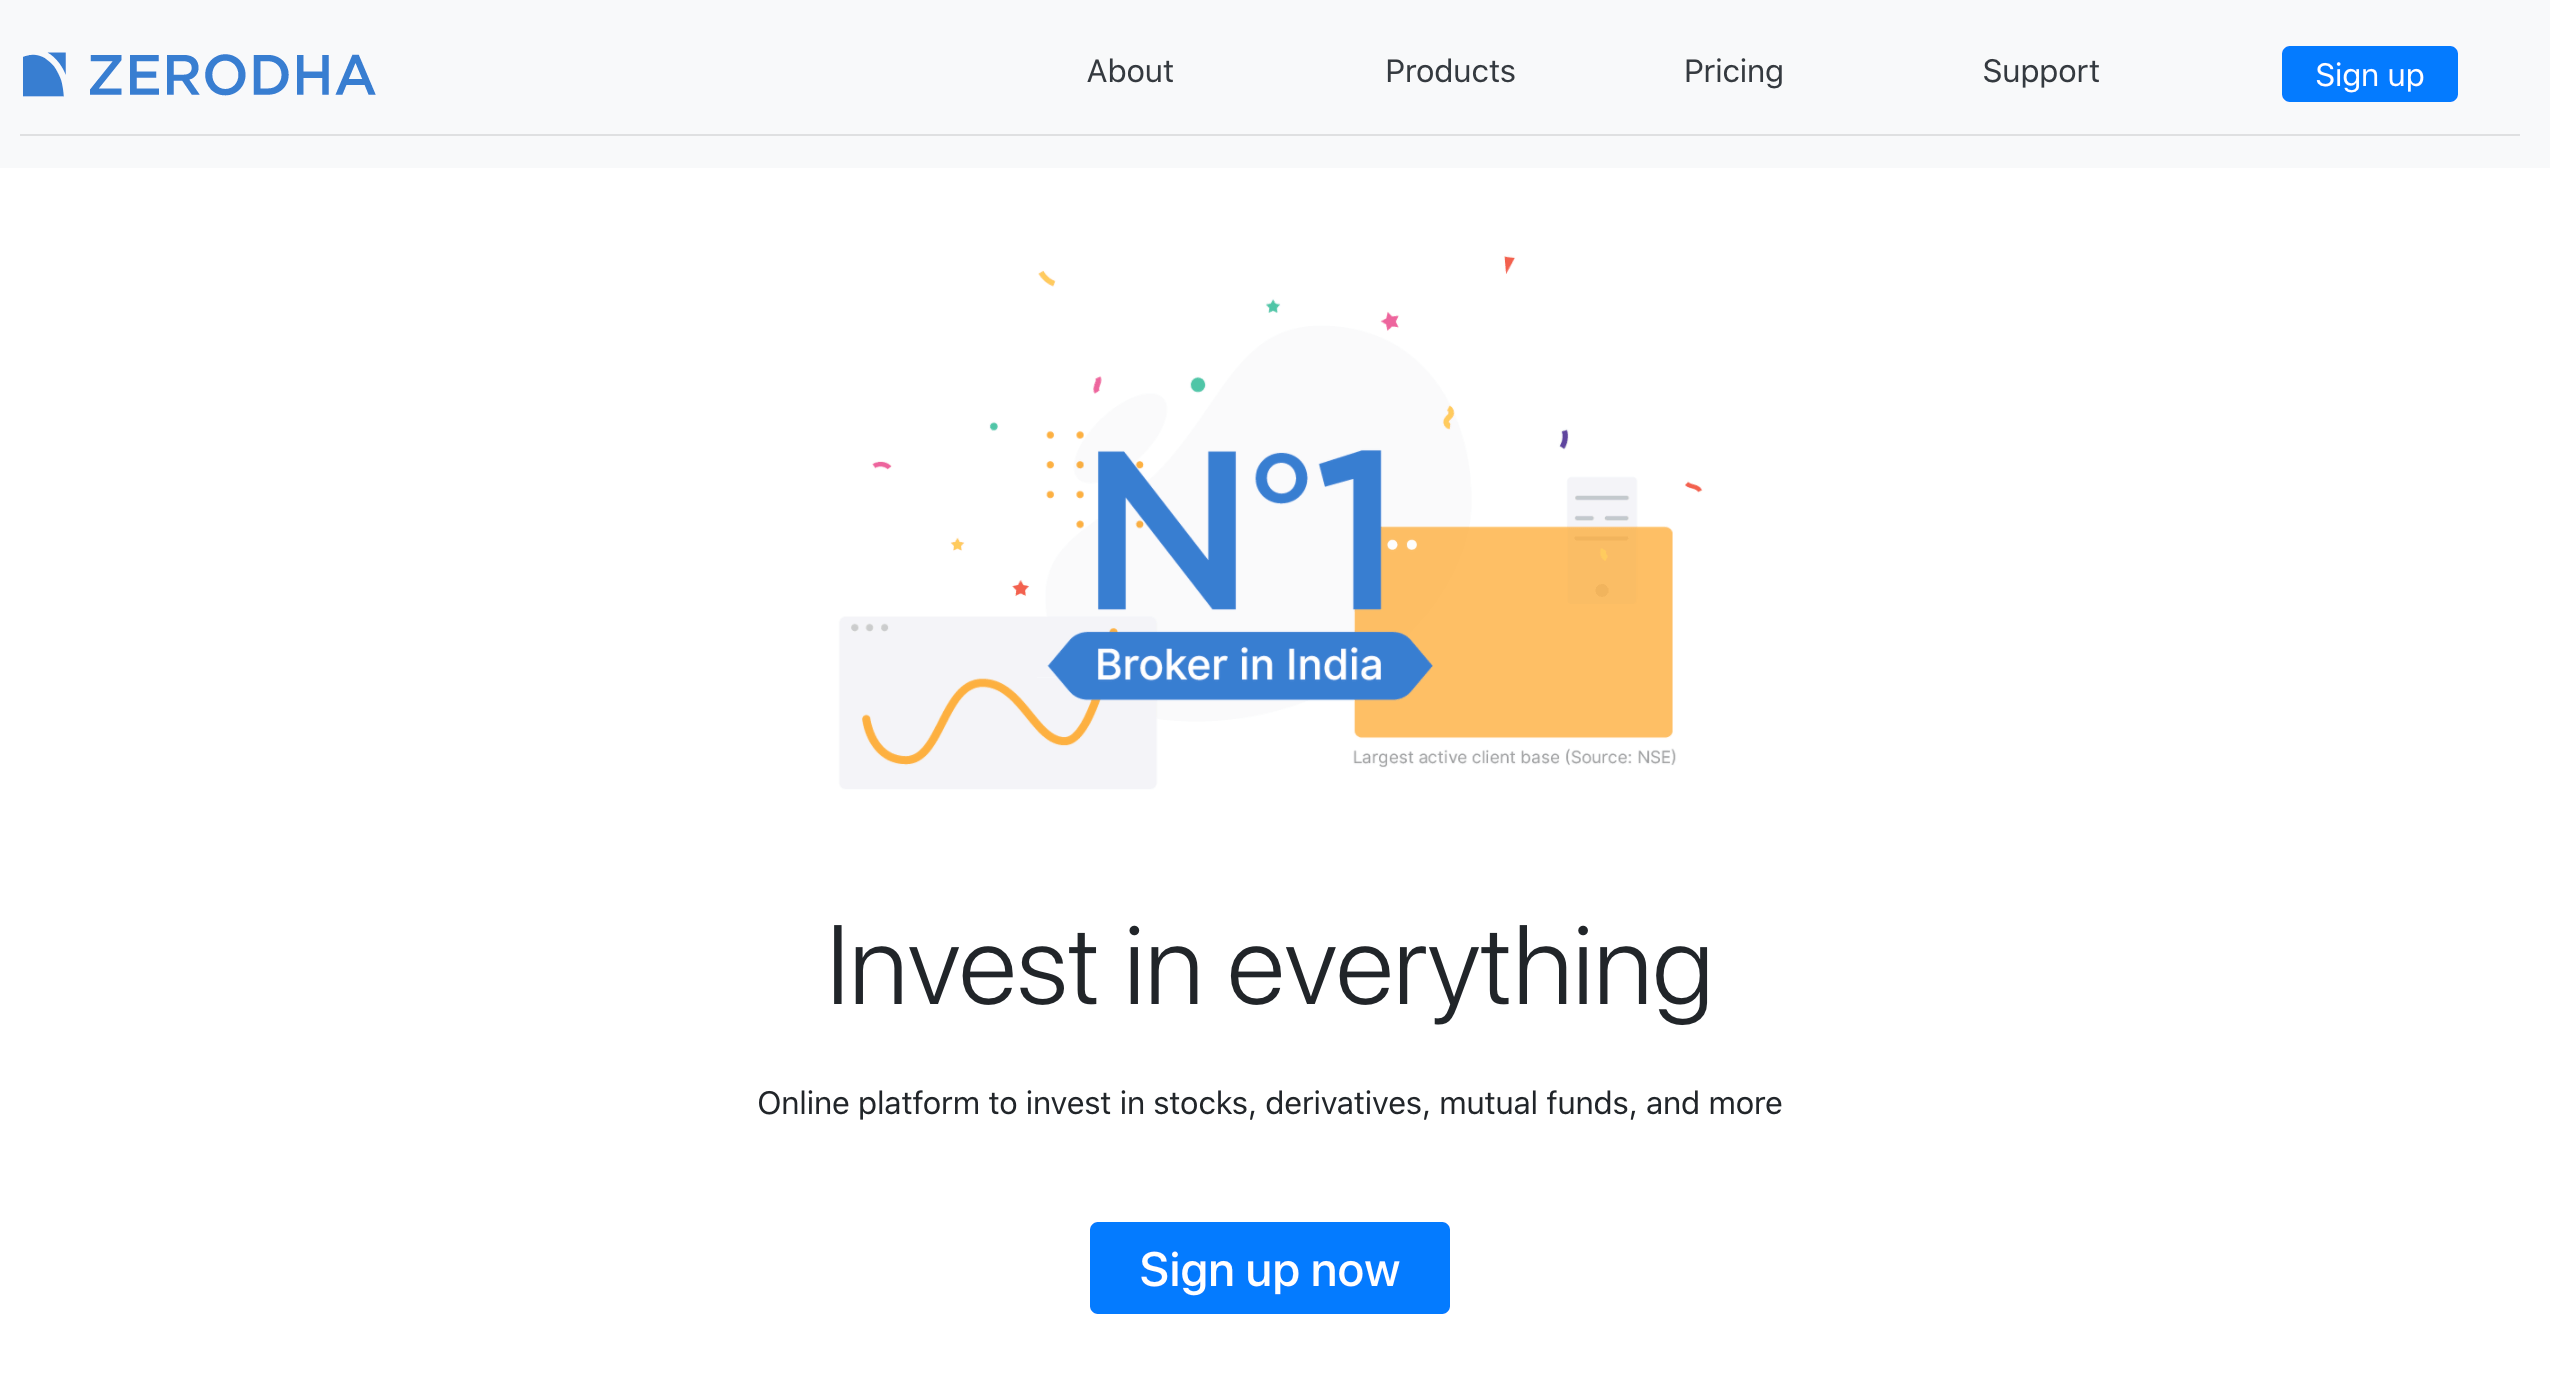 ZERODHA
About
Products
Pricing
Support
Sign up
N°1
Broker in India
Largest active client base (Source: NSE)
Invest in everything
Online platform to invest in stocks, derivatives, mutual funds, and more
Sign up now